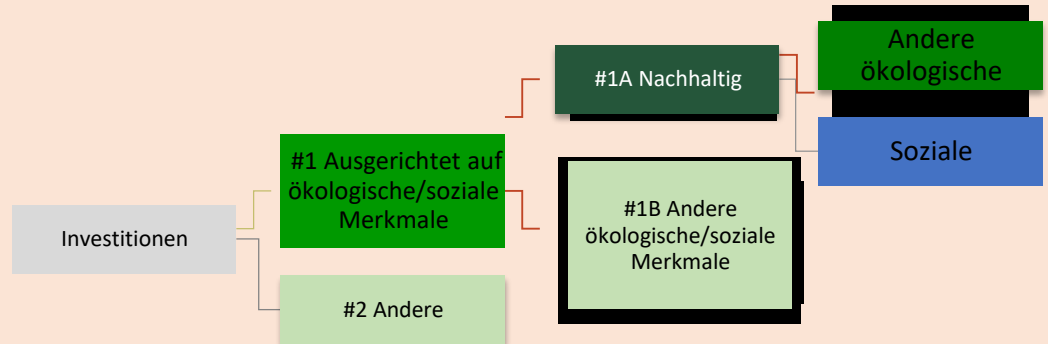 Investitionen
#1 Ausgerichtet auf
ökologische/soziale
Merkmale
#2 Andere
#1A Nachhaltig
#1B Andere
ökologische/soziale
Merkmale
Andere
ökologische
Soziale